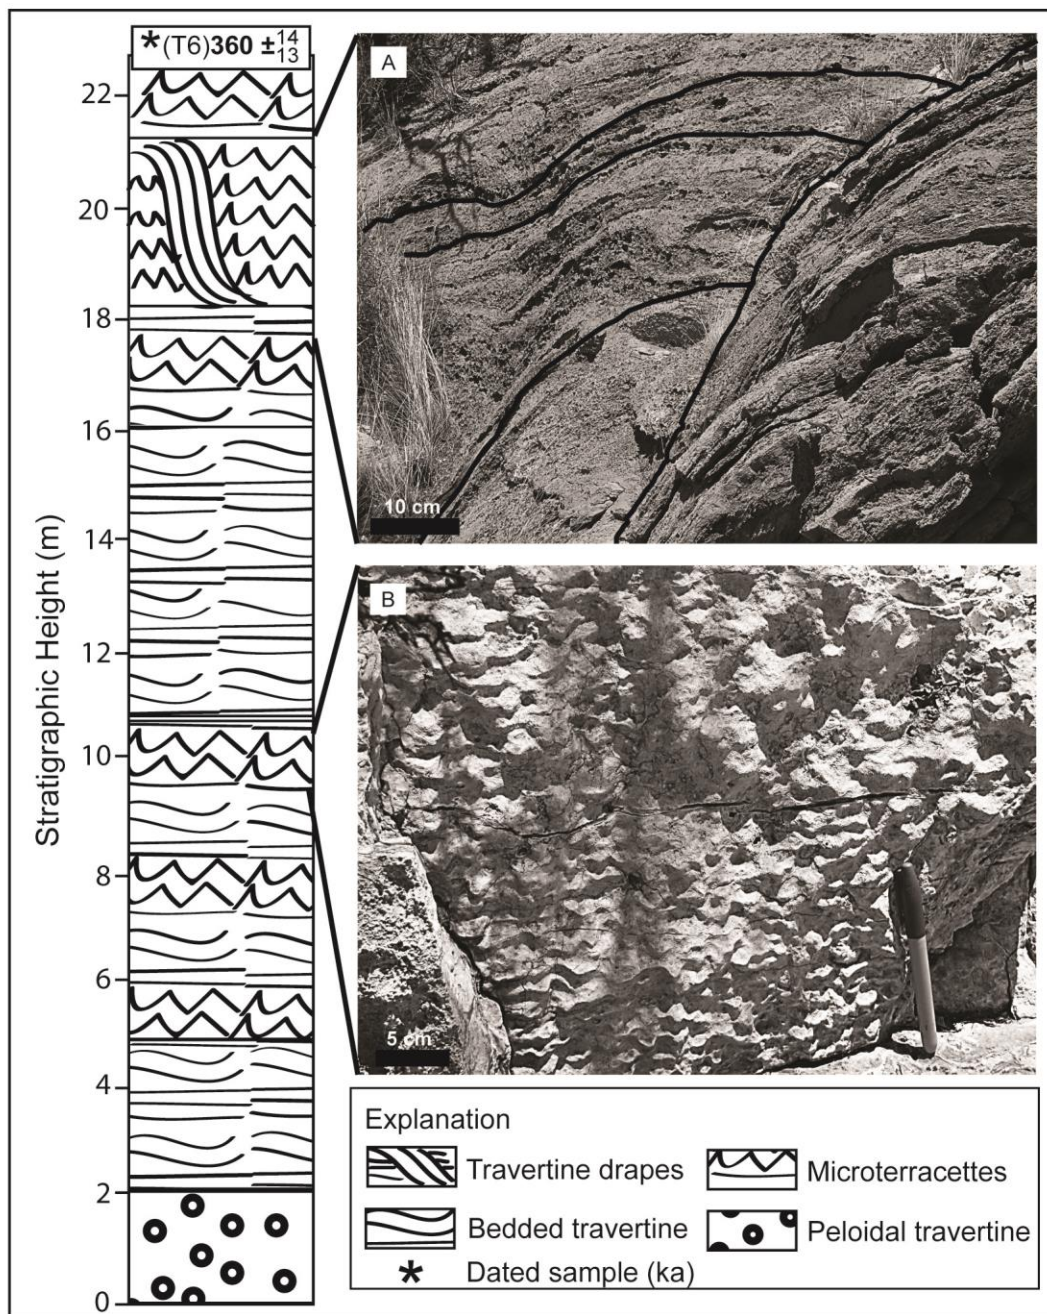 *(T6)360 ±14/13
22
20
18
16
14
12
10
8
6
4
2
0
Stratigraphic Height (m)
A
10 cm
B
5 cm
Explanation
Travertine drapes
Microterracettes
Bedded travertine
Peloidal travertine
* Dated sample (ka)